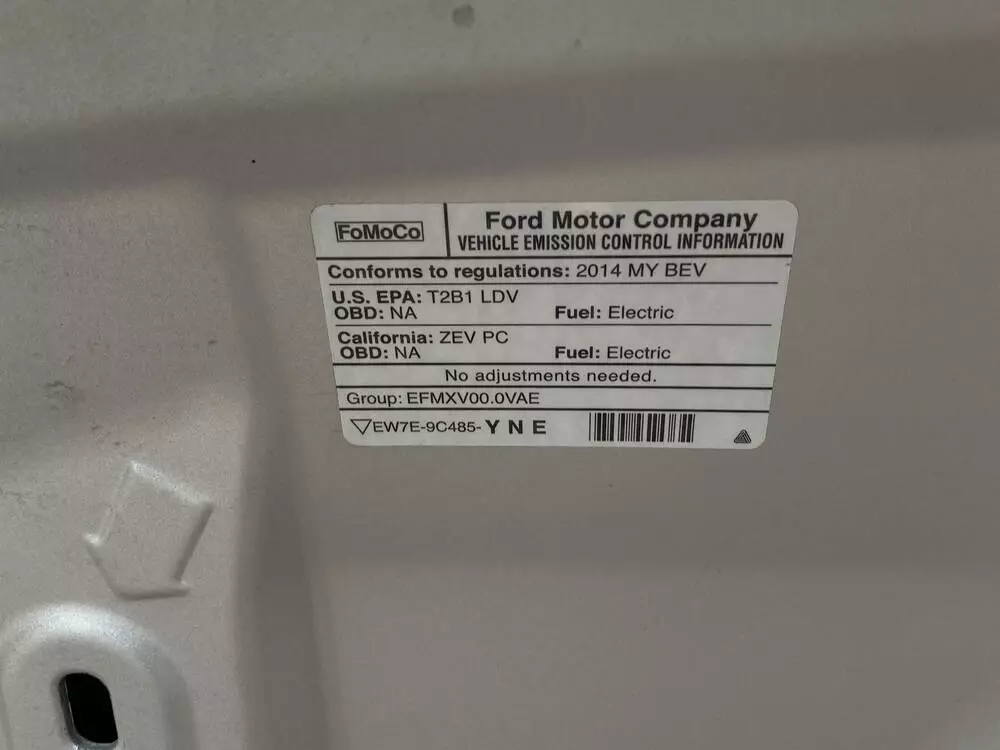 FoMoCo
Ford Motor Company
VEHICLE EMISSION CONTROL INFORMATION
Conforms to regulations: 2014 MY BEV
U.S. EPA: T2B1 LDV
OBD: NA Fuel: Electric
California: ZEV PC
OBD: NA Fuel: Electric
No adjustments needed.
Group: EFMXV00.0VAE
EW7E-9C485-Y N E